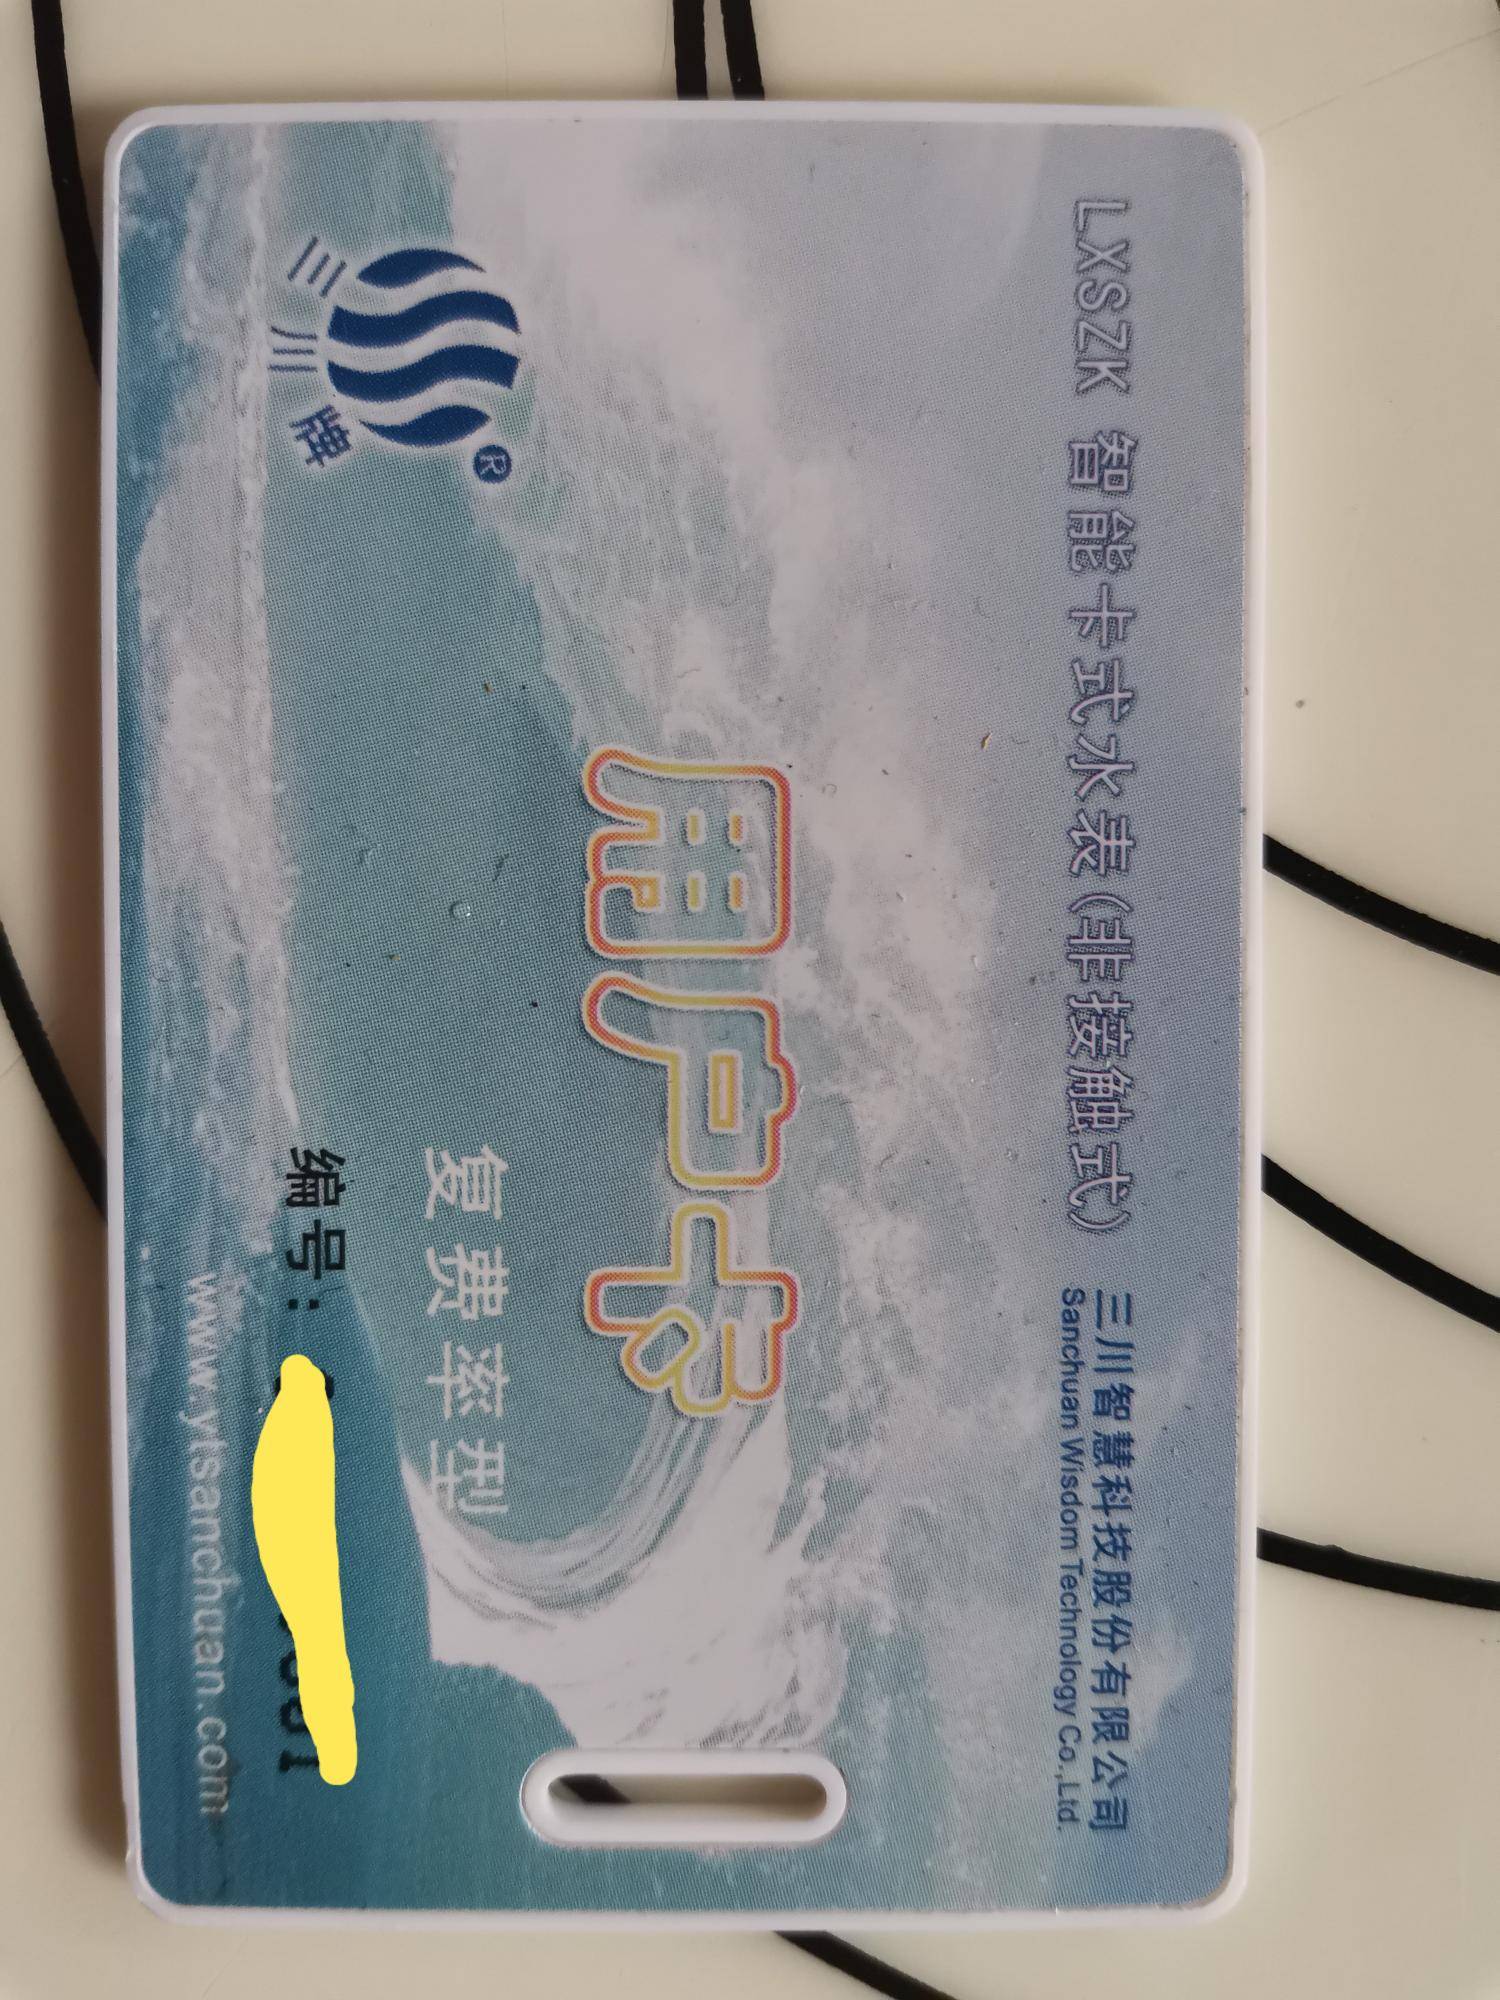 LXSZK 智能卡式水表(非接触式)
三川智慧科技股份有限公司
Sanchuan Wisdom Technology Co.,Ltd.
用户卡
复费率型
三川牌
®
编号:
www.ytsanchuan.com